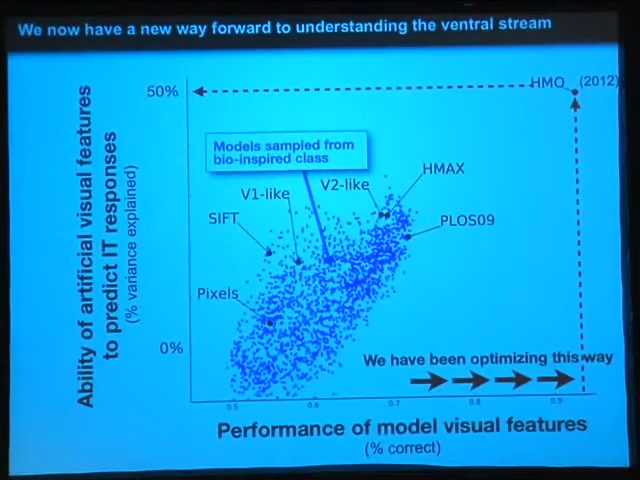 We now have a new way forward to understanding the ventral stream
50%
HMO (2012)
Models sampled from
bio-inspired class
HMAX
V2-like
V1-like
SIFT
PLOS09
Pixels
0%
We have been optimizing this way
0.5 0.6 0.7 0.8 0.9
Ability of artificial visual features
to predict IT responses
(% variance explained)
Performance of model visual features
(% correct)